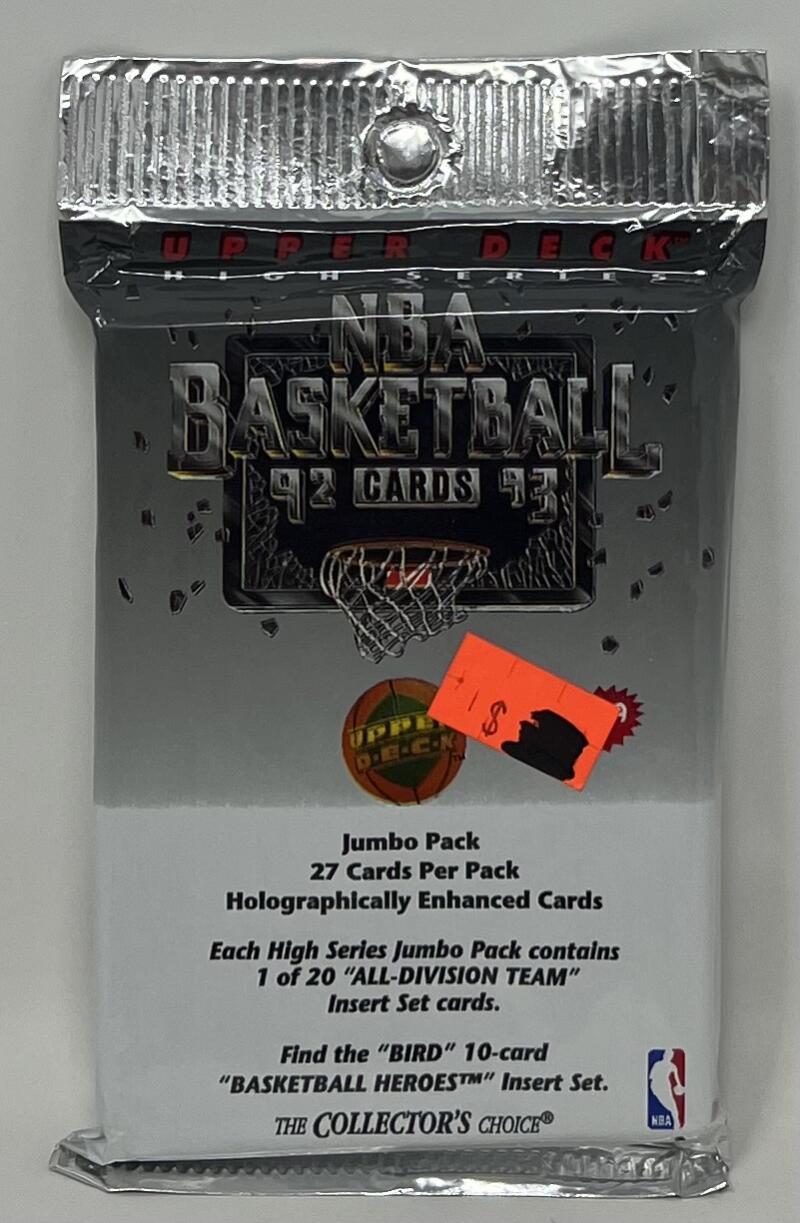 UPPER DECK™
HIGH SERIES
NBA
BASKETBALL
92 CARDS 93
UPPER
D.E.C.K
TM
-$
Jumbo Pack
27 Cards Per Pack
Holographically Enhanced Cards
Each High Series Jumbo Pack contains
1 of 20 "ALL-DIVISION TEAM"
Insert Set cards.
Find the "BIRD" 10-card
"BASKETBALL HEROES™" Insert Set.
THE COLLECTOR'S CHOICE®
NBA